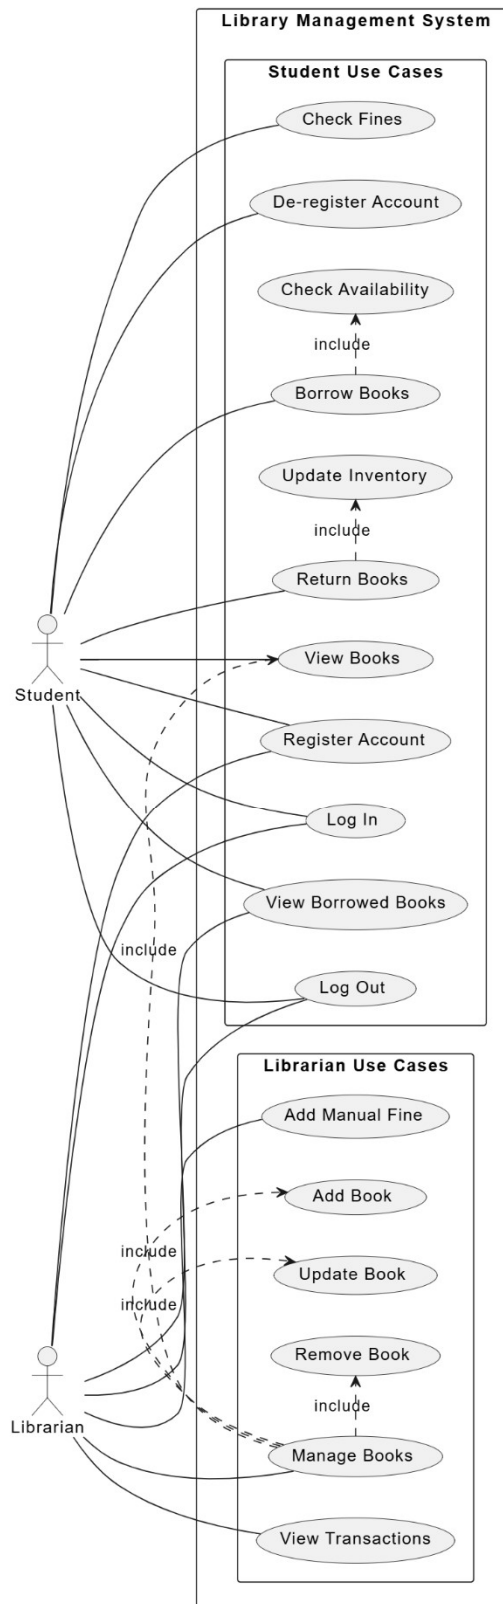 Library Management System
Student Use Cases
Check Fines
De-register Account
Check Availability
include
Borrow Books
Update Inventory
include
Return Books
View Books
Student
Register Account
Log In
View Borrowed Books
include
Log Out
Librarian Use Cases
Add Manual Fine
Add Book
include
Update Book
include
Remove Book
include
Librarian
Manage Books
View Transactions